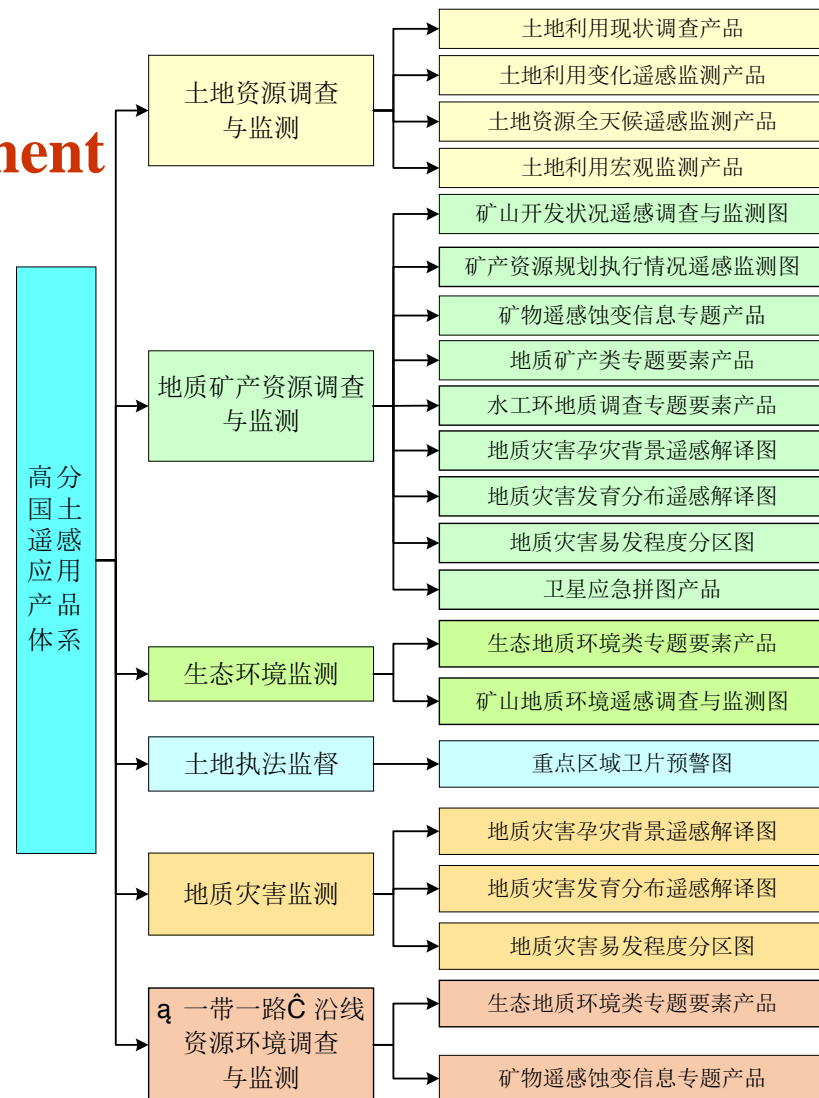 ment
高分
国土
遥感
应用
产品
体系
土地资源调查
与监测
土地利用现状调查产品
土地利用变化遥感监测产品
土地资源全天候遥感监测产品
土地利用宏观监测产品
地质矿产资源调查
与监测
矿山开发状况遥感调查与监测图
矿产资源规划执行情况遥感监测图
矿物遥感蚀变信息专题产品
地质矿产类专题要素产品
水工环地质调查专题要素产品
地质灾害孕灾背景遥感解译图
地质灾害发育分布遥感解译图
地质灾害易发程度分区图
卫星应急拼图产品
生态环境监测
生态地质环境类专题要素产品
矿山地质环境遥感调查与监测图
土地执法监督
重点区域卫片预警图
地质灾害监测
地质灾害孕灾背景遥感解译图
地质灾害发育分布遥感解译图
地质灾害易发程度分区图
ą 一带一路Ĉ 沿线
资源环境调查
与监测
生态地质环境类专题要素产品
矿物遥感蚀变信息专题产品